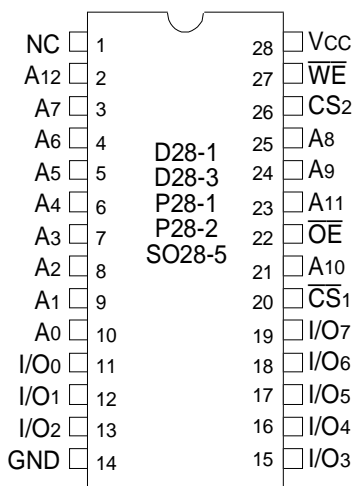 NC 1 28 VCC
A12 2 27 W̅E̅
A7 3 26 CS2
A6 4 25 A8
A5 5 24 A9
A4 6 23 A11
A3 7 22 O̅E̅
A2 8 21 A10
A1 9 20 C̅S̅1
A0 10 19 I/O7
I/O0 11 18 I/O6
I/O1 12 17 I/O5
I/O2 13 16 I/O4
GND 14 15 I/O3
D28-1
D28-3
P28-1
P28-2
SO28-5